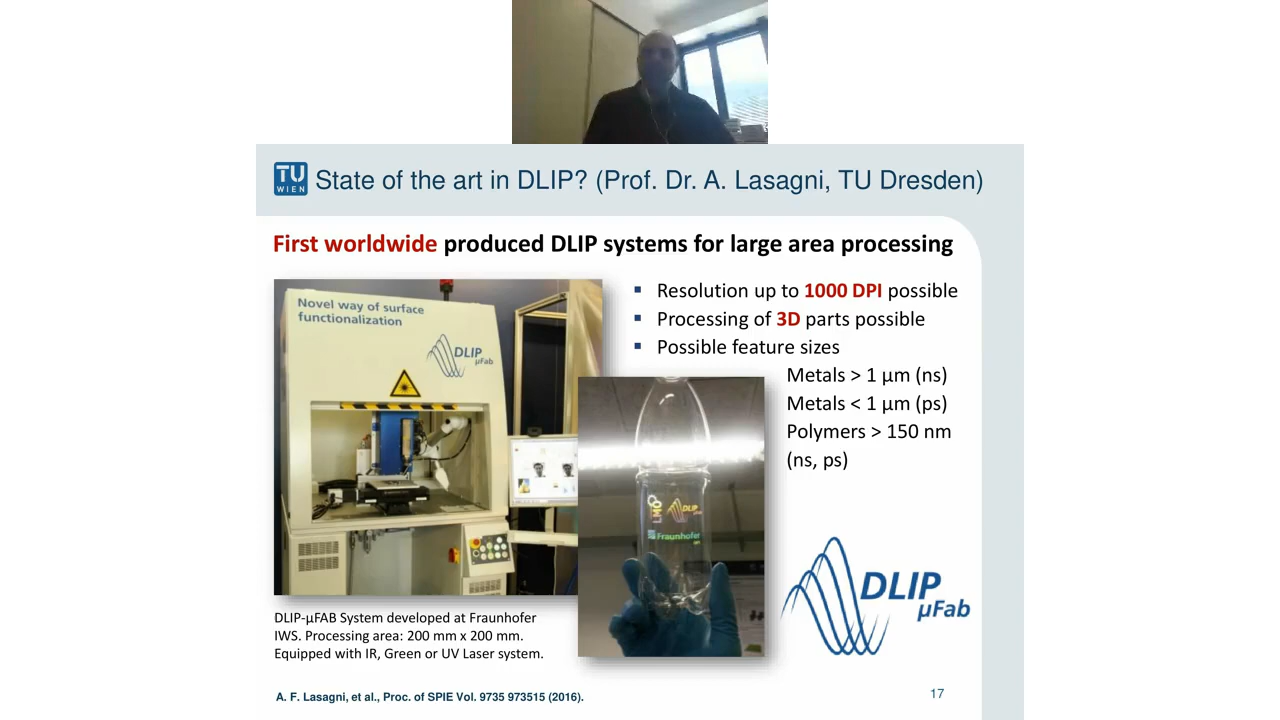 TU
WIEN
State of the art in DLIP? (Prof. Dr. A. Lasagni, TU Dresden)
First worldwide produced DLIP systems for large area processing
Novel way of surface
functionalization
DLIP
µFab
▪ Resolution up to 1000 DPI possible
▪ Processing of 3D parts possible
▪ Possible feature sizes
Metals > 1 µm (ns)
Metals < 1 µm (ps)
Polymers > 150 nm
(ns, ps)
LMO
DLIP
Fraunhofer
DLIP
µFab
DLIP-µFAB System developed at Fraunhofer
IWS. Processing area: 200 mm x 200 mm.
Equipped with IR, Green or UV Laser system.
A. F. Lasagni, et al., Proc. of SPIE Vol. 9735 973515 (2016).
17